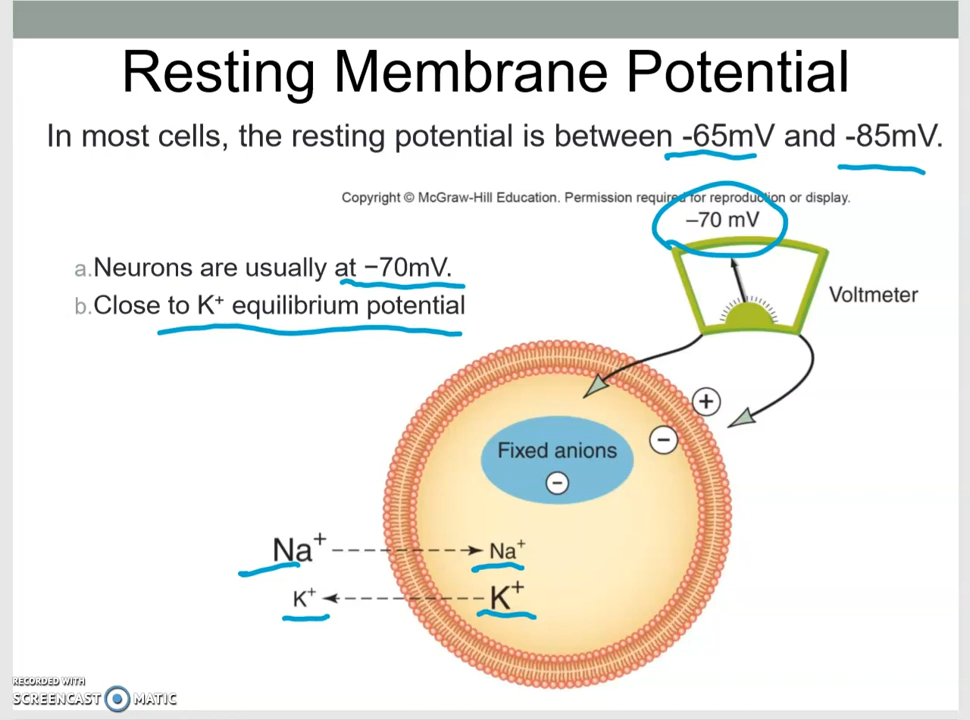 Resting Membrane Potential
In most cells, the resting potential is between -65mV and -85mV.
Copyright © McGraw-Hill Education. Permission required for reproduction or display.
–70 mV
a.Neurons are usually at −70mV.
b.Close to K⁺ equilibrium potential
Voltmeter
+
−
Fixed anions
−
Na⁺ Na⁺
K⁺ K⁺
RECORDED WITH
SCREENCAST MATIC